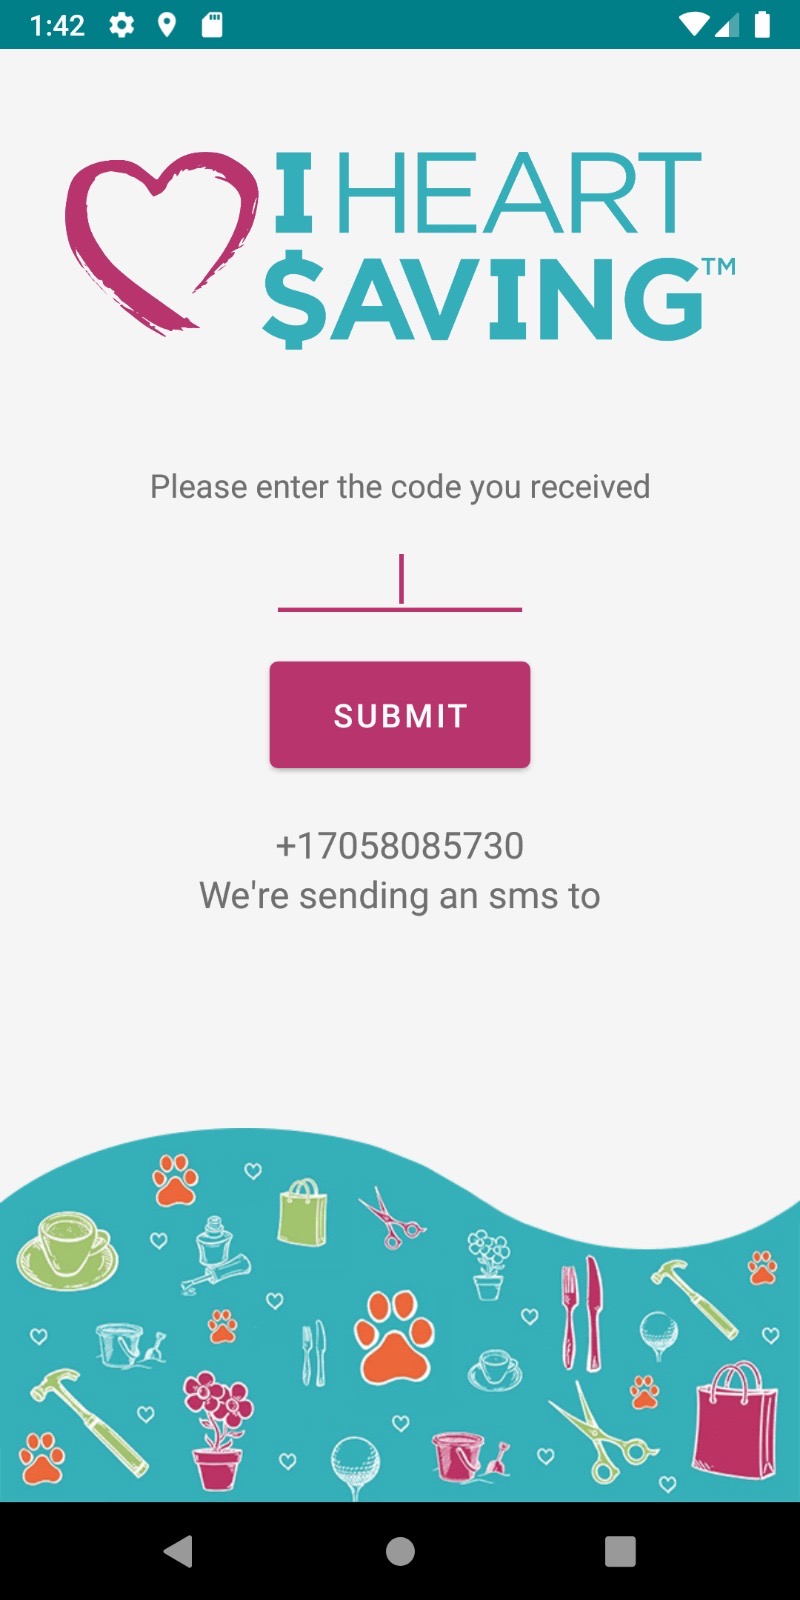 1:42
I HEART
$AVING™
Please enter the code you received
SUBMIT
+17058085730
We're sending an sms to